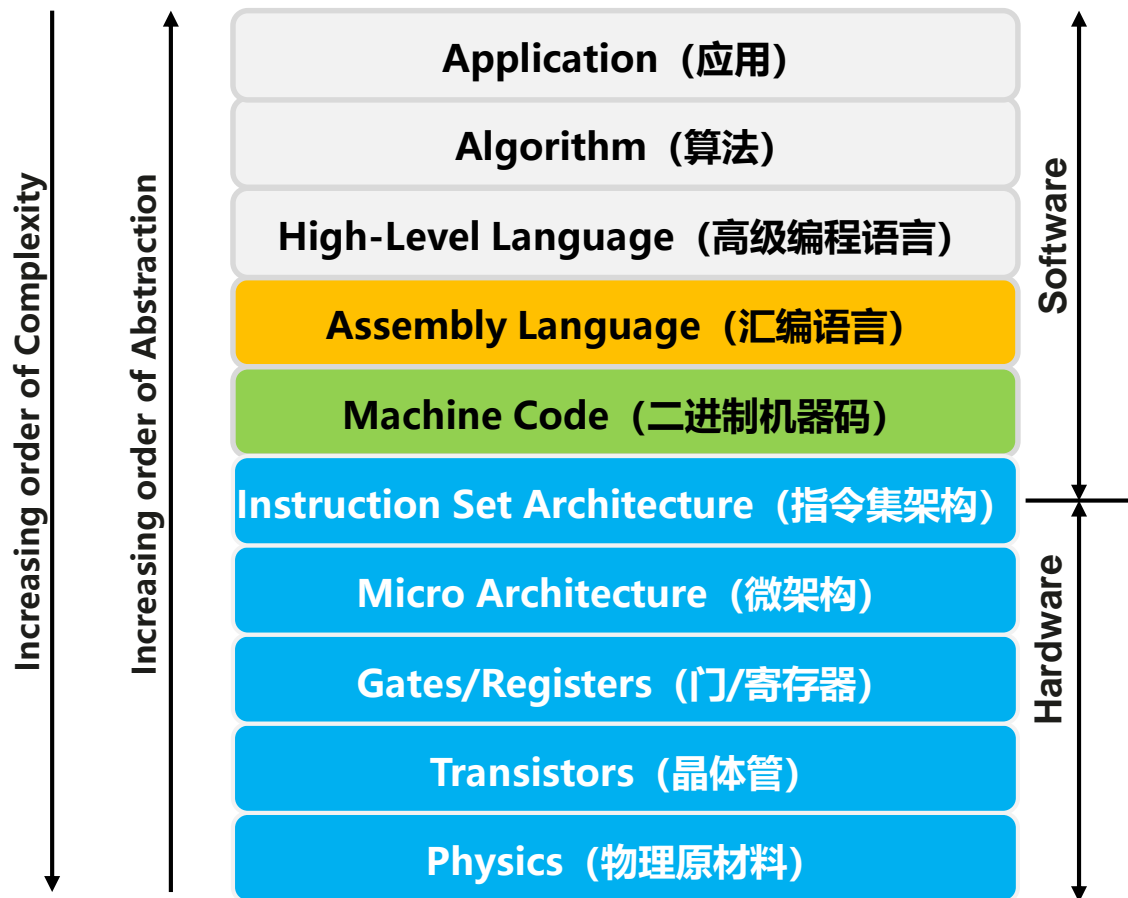 Application（应用）
Algorithm（算法）
High-Level Language（高级编程语言）
Assembly Language（汇编语言）
Machine Code（二进制机器码）
Instruction Set Architecture（指令集架构）
Micro Architecture（微架构）
Gates/Registers（门/寄存器）
Transistors（晶体管）
Physics（物理原材料）
Increasing order of Complexity
Increasing order of Abstraction
Software
Hardware